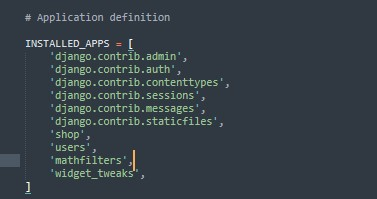 # Application definition
INSTALLED_APPS = [
'django.contrib.admin',
'django.contrib.auth',
'django.contrib.contenttypes',
'django.contrib.sessions',
'django.contrib.messages',
'django.contrib.staticfiles',
'shop',
'users',
'mathfilters',
'widget_tweaks',
]